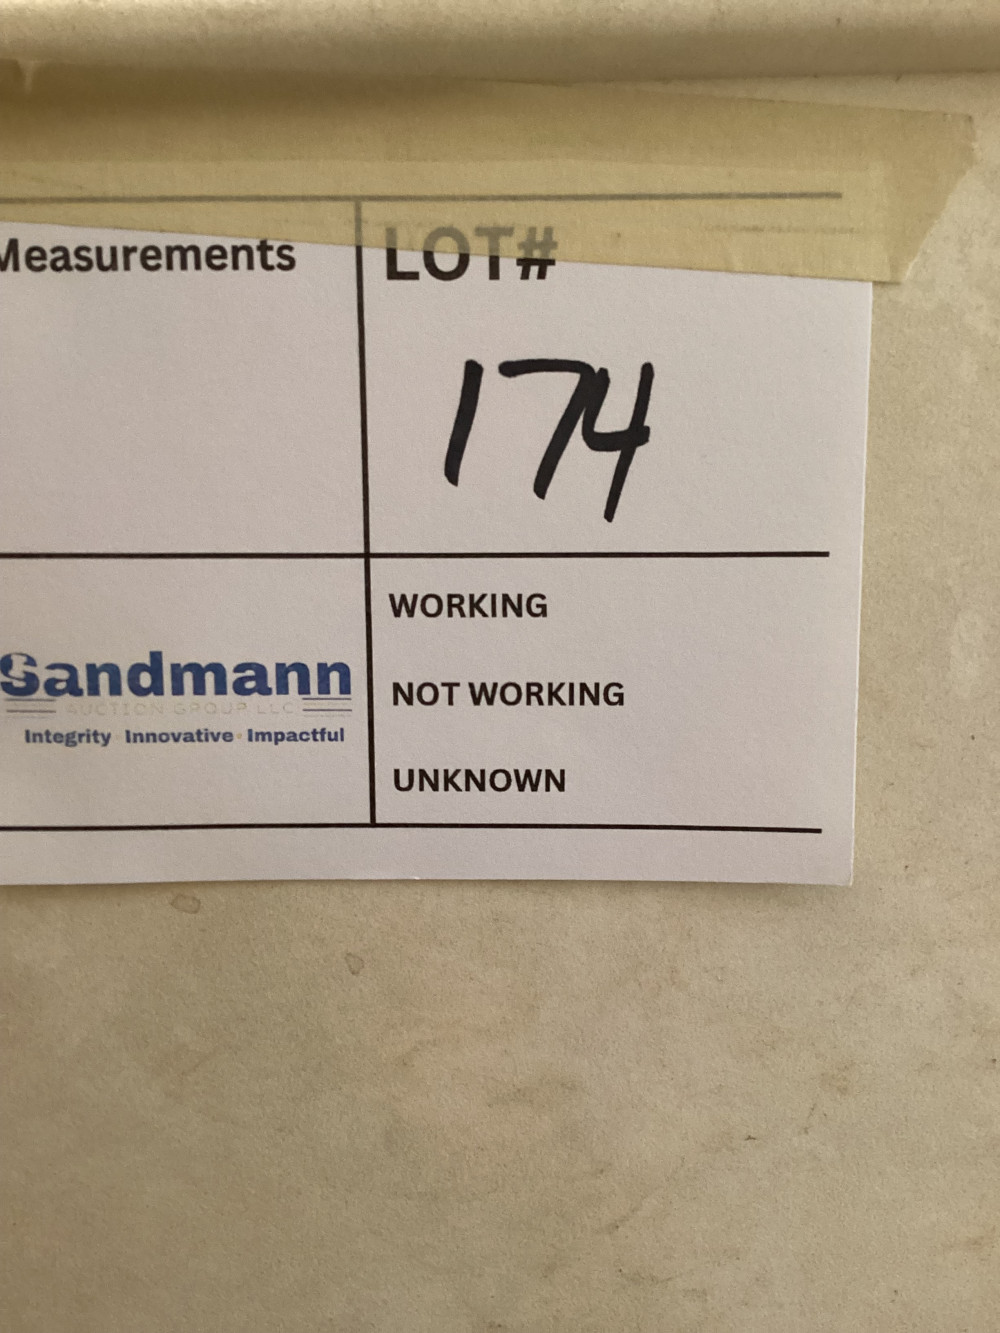 Measurements
LOT#
174
WORKING
NOT WORKING
UNKNOWN
Sandmann
AUCTION GROUP LLC
Integrity Innovative Impactful